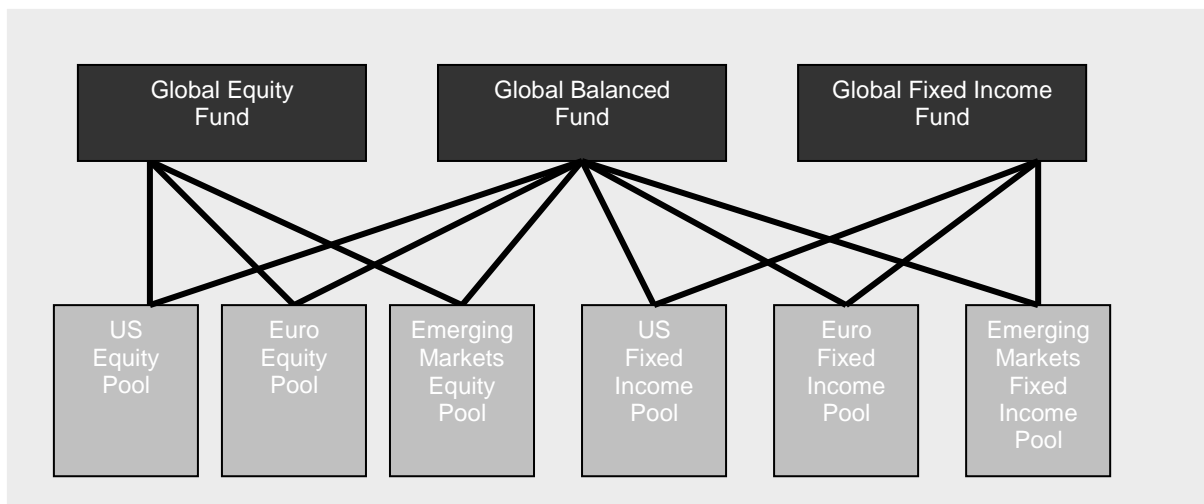 Global Equity
Fund
Global Balanced
Fund
Global Fixed Income
Fund
US
Equity
Pool
Euro
Equity
Pool
Emerging
Markets
Equity
Pool
US
Fixed
Income
Pool
Euro
Fixed
Income
Pool
Emerging
Markets
Fixed
Income
Pool